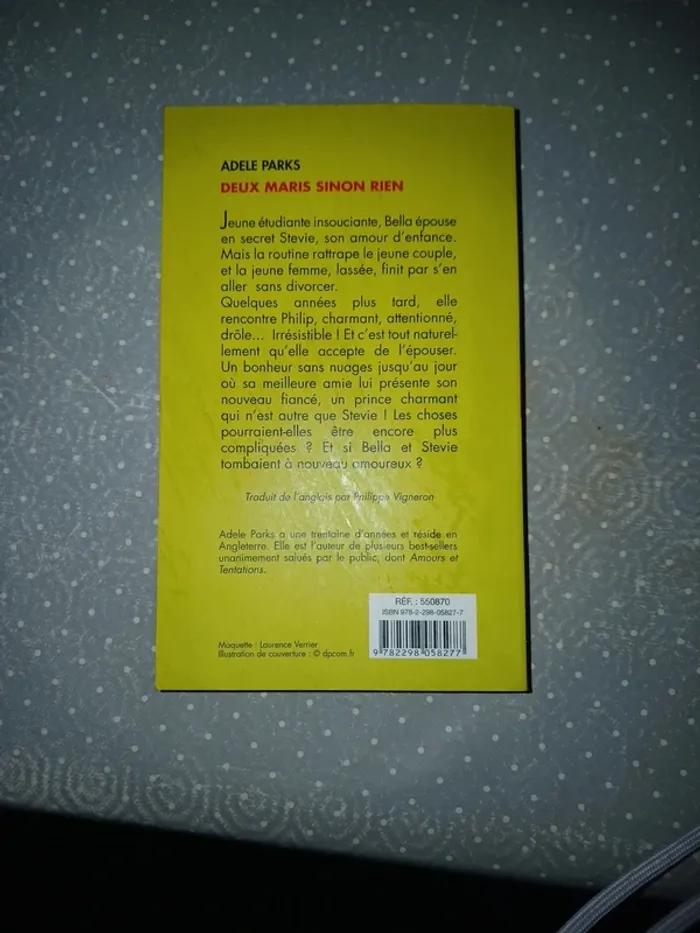 ADELE PARKS
DEUX MARIS SINON RIEN
Jeune étudiante insouciante, Bella épouse
en secret Stevie, son amour d'enfance.
Mais la routine rattrape le jeune couple,
et la jeune femme, lassée, finit par s'en
aller sans divorcer.
Quelques années plus tard, elle
rencontre Philip, charmant, attentionné,
drôle... Irrésistible ! Et c'est tout naturel-
lement qu'elle accepte de l'épouser.
Un bonheur sans nuages jusqu'au jour
où sa meilleure amie lui présente son
nouveau fiancé, un prince charmant
qui n'est autre que Stevie ! Les choses
pourraient-elles être encore plus
compliquées ? Et si Bella et Stevie
tombaient à nouveau amoureux ?
Traduit de l'anglais par Philippe Vigneron
Adele Parks a une trentaine d'années et réside en
Angleterre. Elle est l'auteur de plusieurs best-sellers
unanimement salués par le public, dont Amours et
Tentations.
RÉF. : 550870
ISBN 978-2-298-05827-7
9 782298 058277
Maquette : Laurence Verrier
Illustration de couverture : © dpcom.fr